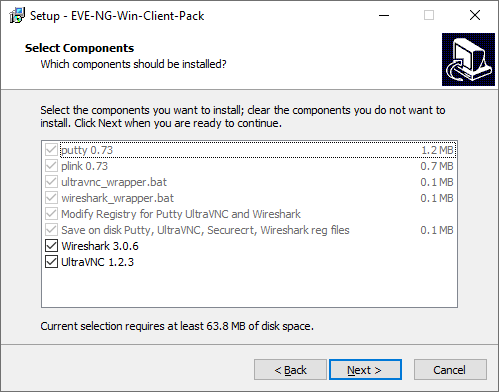 Setup - EVE-NG-Win-Client-Pack
Select Components
Which components should be installed?
Select the components you want to install; clear the components you do not want to
install. Click Next when you are ready to continue.
putty 0.73 1.2 MB
plink 0.73 0.7 MB
ultravnc_wrapper.bat 0.1 MB
wireshark_wrapper.bat 0.1 MB
Modify Registry for Putty UltraVNC and Wireshark
Save on disk Putty, UltraVNC, Securecrt, Wireshark reg files 0.1 MB
Wireshark 3.0.6
UltraVNC 1.2.3
Current selection requires at least 63.8 MB of disk space.
< Back Next > Cancel